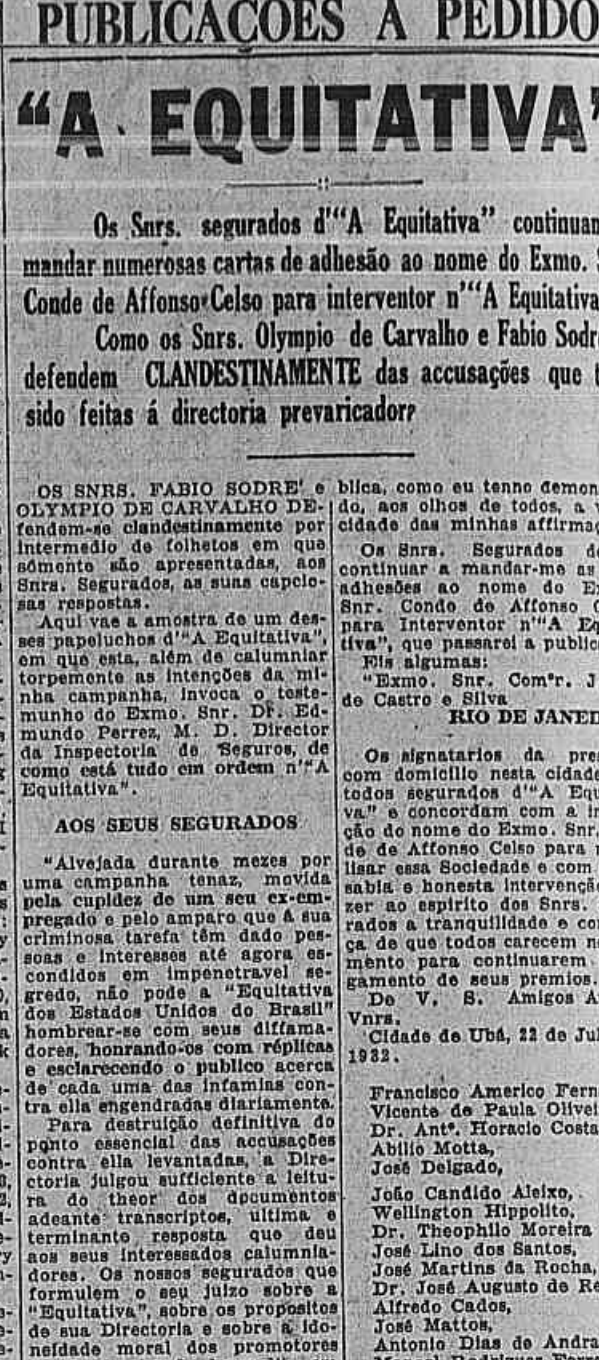 PUBLICAÇOES A PEDIDO
"A EQUITATIVA"
Os Snrs. segurados d'"A Equitativa" continuam
mandar numerosas cartas de adhesão ao nome do Exmo.
Conde de Affonso Celso para interventor n'"A Equitativa
Como os Snrs. Olympio de Carvalho e Fabio Sodr
defendem CLANDESTINAMENTE das accusações que
sido feitas á directoria prevaricador
OS SNRS. FABIO SODRE' e
OLYMPIO DE CARVALHO DE-
fendem-se clandestinamente por
intermedio de folhetos em que
sómente são apresentadas, aos
Snrs. Segurados, as suas capcio-
sas respostas.
Aqui vae a amostra de um des-
ses papeluchos d'"A Equitativa",
em que esta, além de calumniar
torpemente as intenções da mi-
nha campanha, invoca o teste-
munho do Exmo. Snr. Dr. Ed-
mundo Perrez, M. D. Director
da Inspectoria de Seguros, de
como está tudo em ordem n'"A
Equitativa".
AOS SEUS SEGURADOS
"Alvejada durante mezes por
uma campanha tenaz, movida
pela cupidez de um seu ex-em-
pregado e pelo amparo que á sua
criminosa tarefa têm dado pes-
soas e interesses até agora es-
condidos em impenetravel se-
gredo, não pode a "Equitativa
dos Estados Unidos do Brasil"
hombrear-se com seus diffama-
dores, honrando-os com réplicas
e esclarecendo o publico acerca
de cada uma das infamias con-
tra ella engendradas diariamente.
Para destruição definitiva do
ponto essencial das accusações
contra ella levantadas, a Dire-
ctoria julgou sufficiente a leitu-
ra do theor dos documentos
adeante transcriptos, ultima e
terminante resposta que deu
aos seus interessados calumnia-
dores. Os nossos segurados que
formulem o seu juizo sobre a
"Equitativa", sobre os propositos
de sua Directoria e sobre a ido-
neidade moral dos promotores
blica, como eu tenno demon
do, aos olhos de todos, a v
cidade das minhas affirmaç
Os Snrs. Segurados de
continuar a mandar-me as
adhesões ao nome do Ex
Snr. Conde de Affonso C
para Interventor n'"A Eq
tiva", que passarei a public
Eis algumas:
"Exmo. Snr. Com'r. J
de Castro e Silva
RIO DE JANEI
Os signatarios da pre
com domicilio nesta cidade
todos segurados d'"A Equ
va" e concordam com a in
ção do nome do Exmo. Snr.
de de Affonso Celso para
lisar essa Sociedade e com
sabia e honesta intervenção
zer ao espirito dos Snrs.
rados a tranquilidade e con
ça de que todos carecem n
mento para continuarem
gamento de seus premios.
De V. S. Amigos A
Vnrs.
Cidade de Ubá, 22 de Jul
1932.
Francisco Americo Fern
Vicente de Paula Olivei
Dr. Antº. Horacio Costa
Abilio Motta,
José Delgado,
João Candido Aleixo,
Wellington Hippolito,
Dr. Theophilo Moreira
José Lino dos Santos,
José Martins da Rocha,
Dr. José Augusto de Re
Alfredo Cados,
José Mattos,
Antonio Dias de Andra